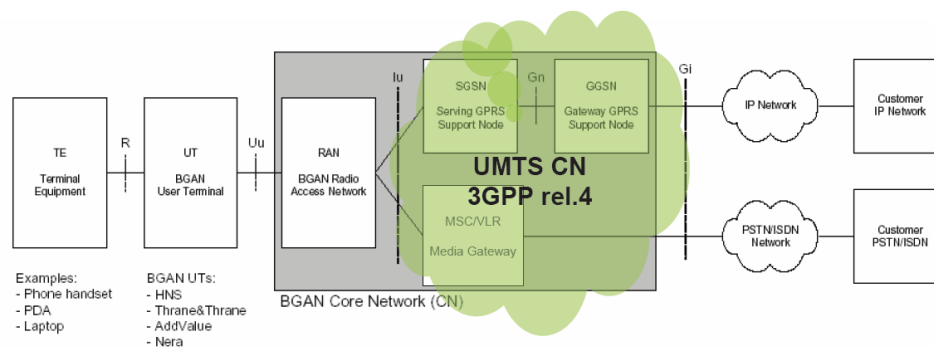 Iu
SGSN
Serving GPRS
Support Node
Gn
GGSN
Gateway GPRS
Support Node
Gi
IP Network
Customer
IP Network
TE
Terminal
Equipment
R
UT
BGAN
User Terminal
Uu
RAN
BGAN Radio
Access Network
UMTS CN
3GPP rel.4
MSC/VLR
Media Gateway
PSTN/ISDN
Network
Customer
PSTN/ISDN
BGAN Core Network (CN)
Examples:
- Phone handset
- PDA
- Laptop
BGAN UTs:
- HNS
- Thrane&Thrane
- AddValue
- Nera